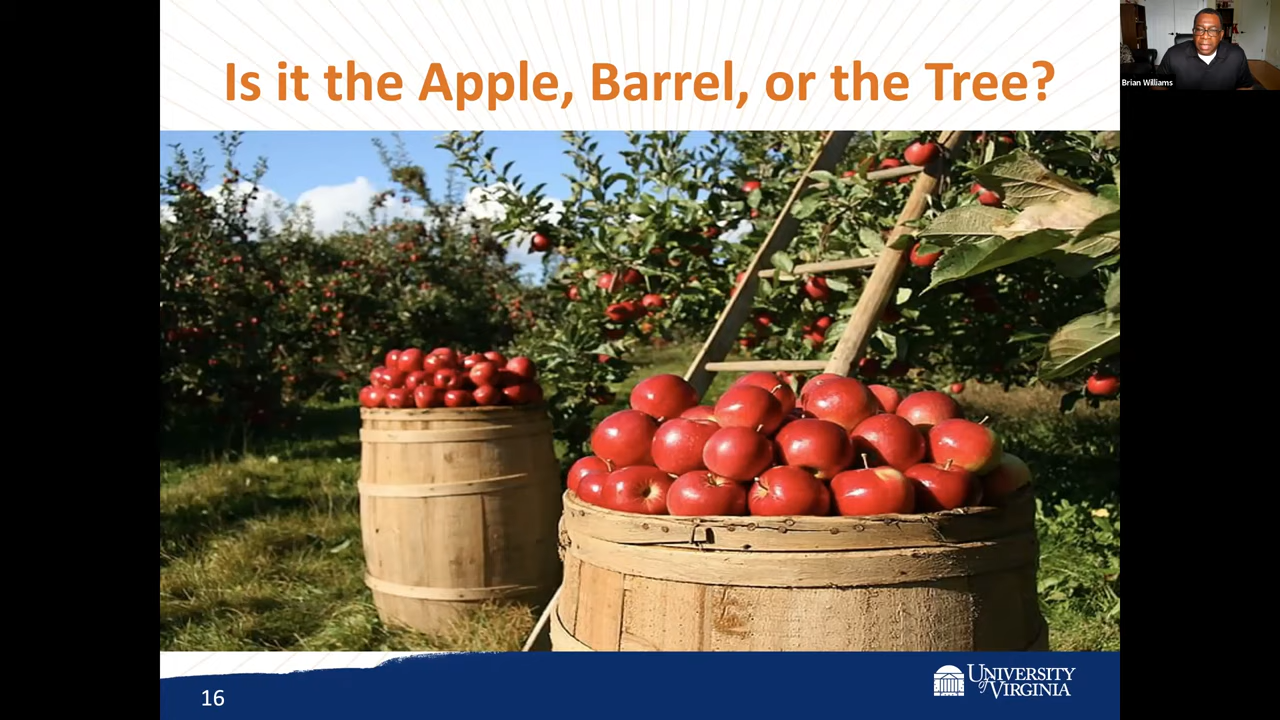 Is it the Apple, Barrel, or the Tree?
Brian Williams
16
UNIVERSITY
of VIRGINIA